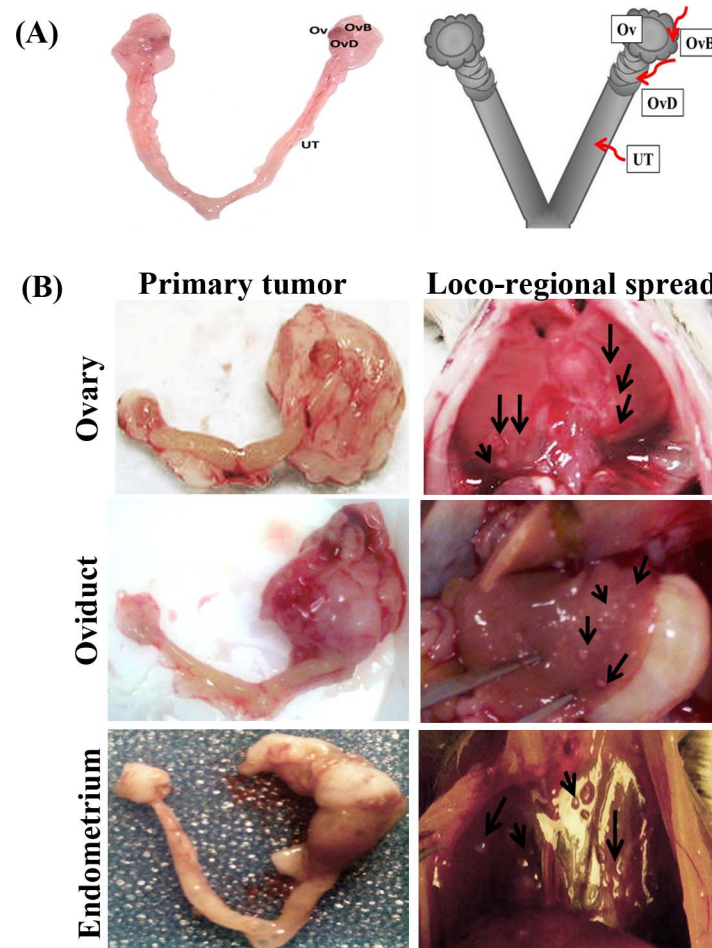 (A)
Ov
OvB
OvD
UT
Ov
OvB
OvD
UT
(B)
Primary tumor
Loco-regional spread
Ovary
Oviduct
Endometrium